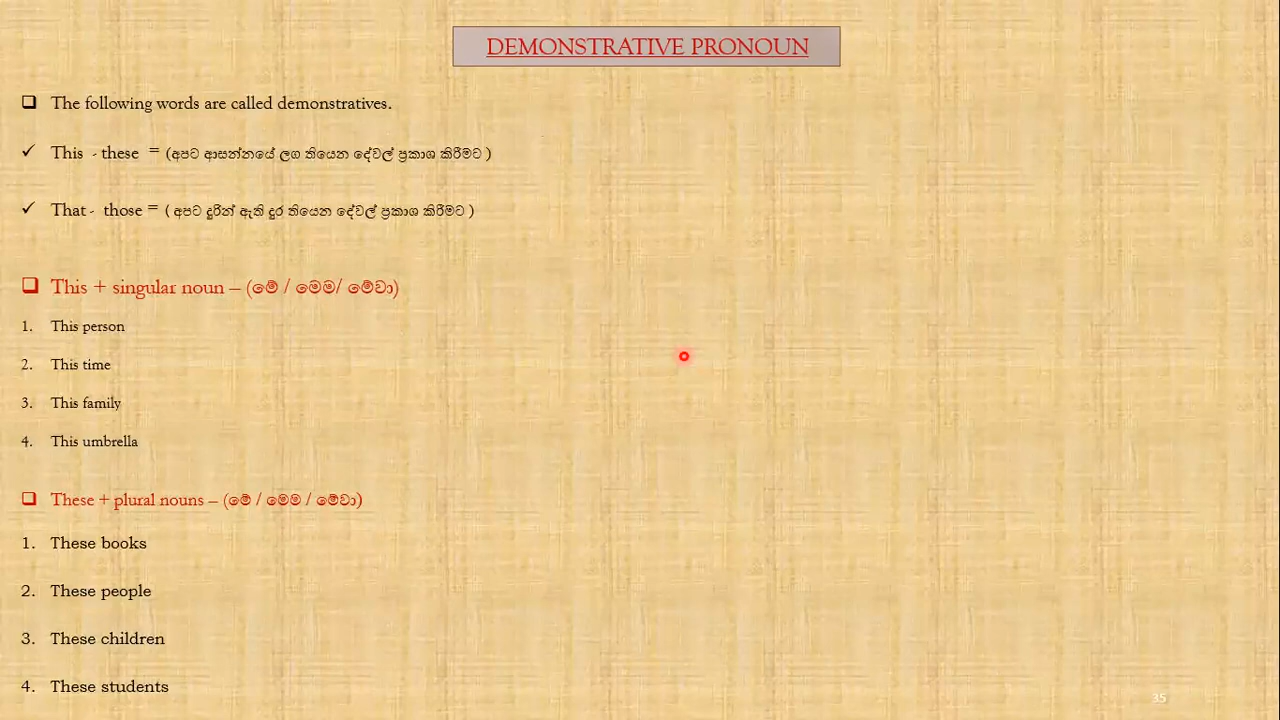 DEMONSTRATIVE PRONOUN
❑ The following words are called demonstratives.
✓ This - these = (අපට ආසන්නයේ ලග තියෙන දේවල් ප්‍රකාශ කිරීමට )
✓ That - those = ( අපට දුරින් ඇති දුර තියෙන දේවල් ප්‍රකාශ කිරීමට )
❑ This + singular noun – (මේ / මෙම/ මේවා)
1. This person
2. This time
3. This family
4. This umbrella
❑ These + plural nouns – (මේ / මෙම / මේවා)
1. These books
2. These people
3. These children
4. These students
35